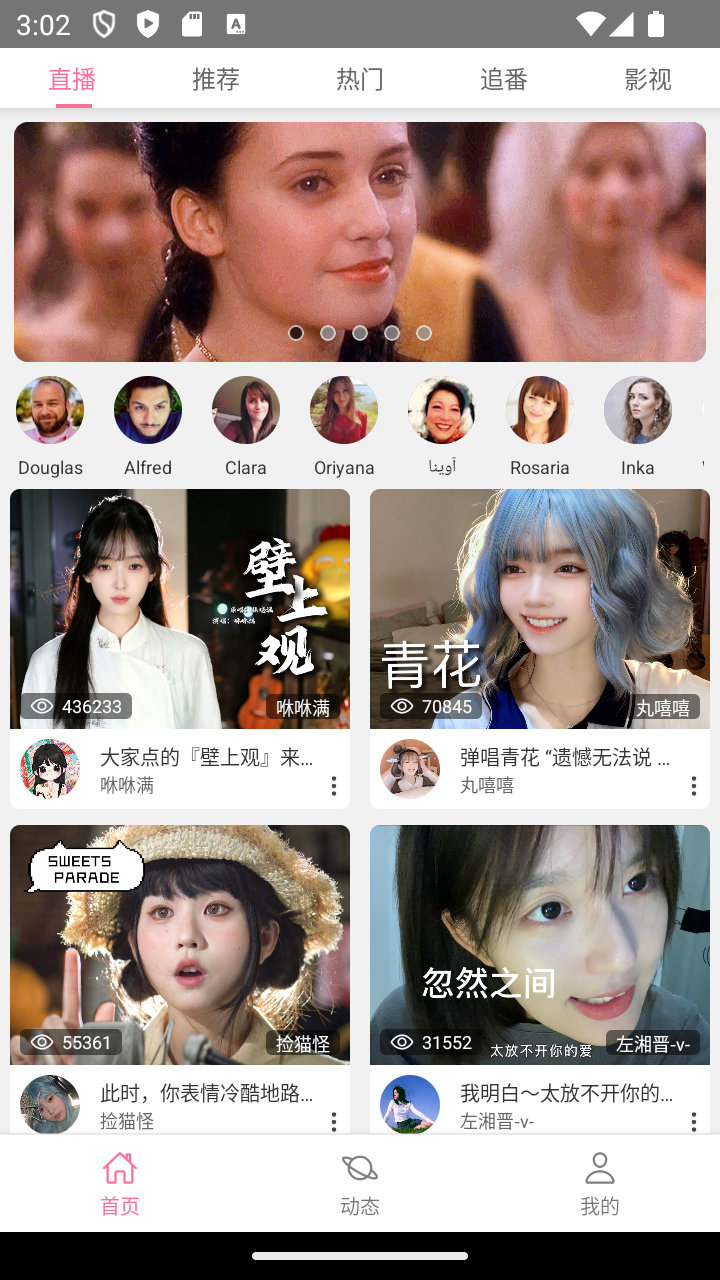 3:02
直播 推荐 热门 追番 影视
Douglas Alfred Clara Oriyana آوینا Rosaria Inka
壁上观
436233 咻咻满
大家点的『壁上观』来...
咻咻满
青花
70845 丸嘻嘻
弹唱青花 “遗憾无法说 ...
丸嘻嘻
SWEETS
PARADE
55361 捡猫怪
此时，你表情冷酷地路...
捡猫怪
忽然之间
太放不开你的爱
31552 左湘晋-v-
我明白～太放不开你的...
左湘晋-v-
首页 动态 我的